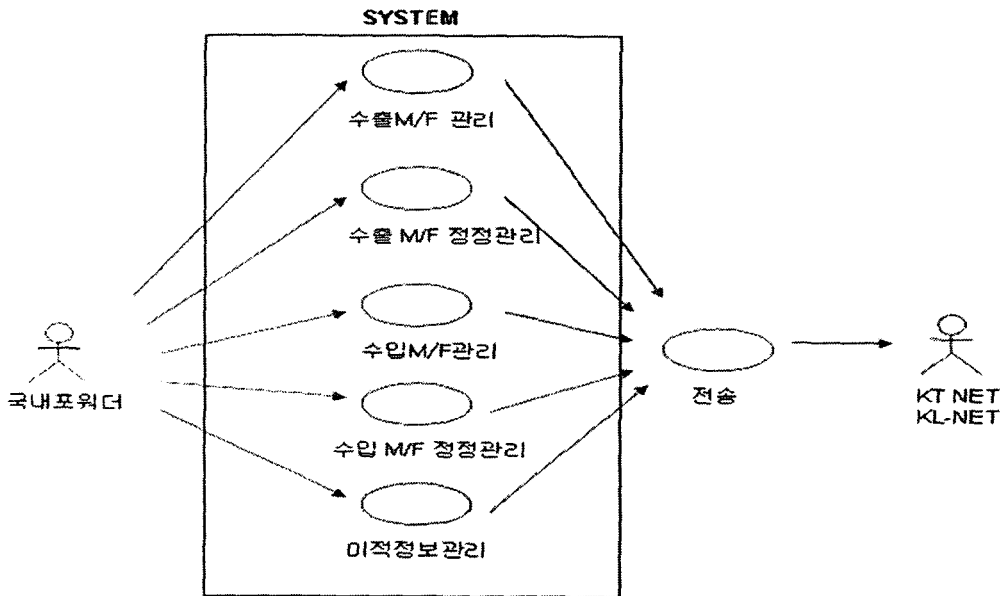 SYSTEM
수출M/F 관리
수출 M/F 정정관리
수입M/F관리
국내포워더
전송
KT NET
KL-NET
수입 M/F 정정관리
이적정보관리